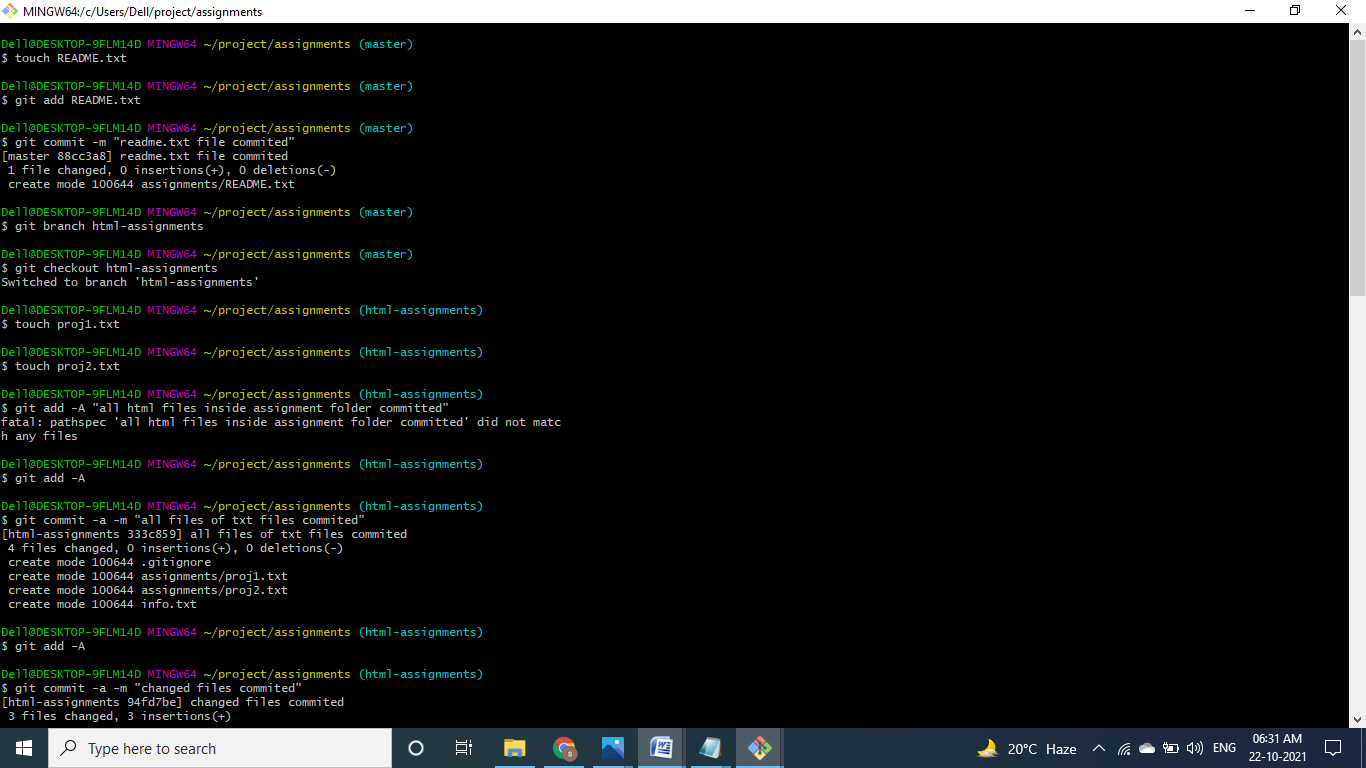 MINGW64:/c/Users/Dell/project/assignments
Dell@DESKTOP-9FLM14D MINGW64 ~/project/assignments (master)
$ touch README.txt
Dell@DESKTOP-9FLM14D MINGW64 ~/project/assignments (master)
$ git add README.txt
Dell@DESKTOP-9FLM14D MINGW64 ~/project/assignments (master)
$ git commit -m "readme.txt file commited"
[master 88cc3a8] readme.txt file commited
 1 file changed, 0 insertions(+), 0 deletions(-)
 create mode 100644 assignments/README.txt
Dell@DESKTOP-9FLM14D MINGW64 ~/project/assignments (master)
$ git branch html-assignments
Dell@DESKTOP-9FLM14D MINGW64 ~/project/assignments (master)
$ git checkout html-assignments
Switched to branch 'html-assignments'
Dell@DESKTOP-9FLM14D MINGW64 ~/project/assignments (html-assignments)
$ touch proj1.txt
Dell@DESKTOP-9FLM14D MINGW64 ~/project/assignments (html-assignments)
$ touch proj2.txt
Dell@DESKTOP-9FLM14D MINGW64 ~/project/assignments (html-assignments)
$ git add -A "all html files inside assignment folder committed"
fatal: pathspec 'all html files inside assignment folder committed' did not matc
h any files
Dell@DESKTOP-9FLM14D MINGW64 ~/project/assignments (html-assignments)
$ git add -A
Dell@DESKTOP-9FLM14D MINGW64 ~/project/assignments (html-assignments)
$ git commit -a -m "all files of txt files commited"
[html-assignments 333c859] all files of txt files commited
 4 files changed, 0 insertions(+), 0 deletions(-)
 create mode 100644 .gitignore
 create mode 100644 assignments/proj1.txt
 create mode 100644 assignments/proj2.txt
 create mode 100644 info.txt
Dell@DESKTOP-9FLM14D MINGW64 ~/project/assignments (html-assignments)
$ git add -A
Dell@DESKTOP-9FLM14D MINGW64 ~/project/assignments (html-assignments)
$ git commit -a -m "changed files commited"
[html-assignments 94fd7be] changed files commited
 3 files changed, 3 insertions(+)
Type here to search
20°C Haze
ENG
06:31 AM
22-10-2021